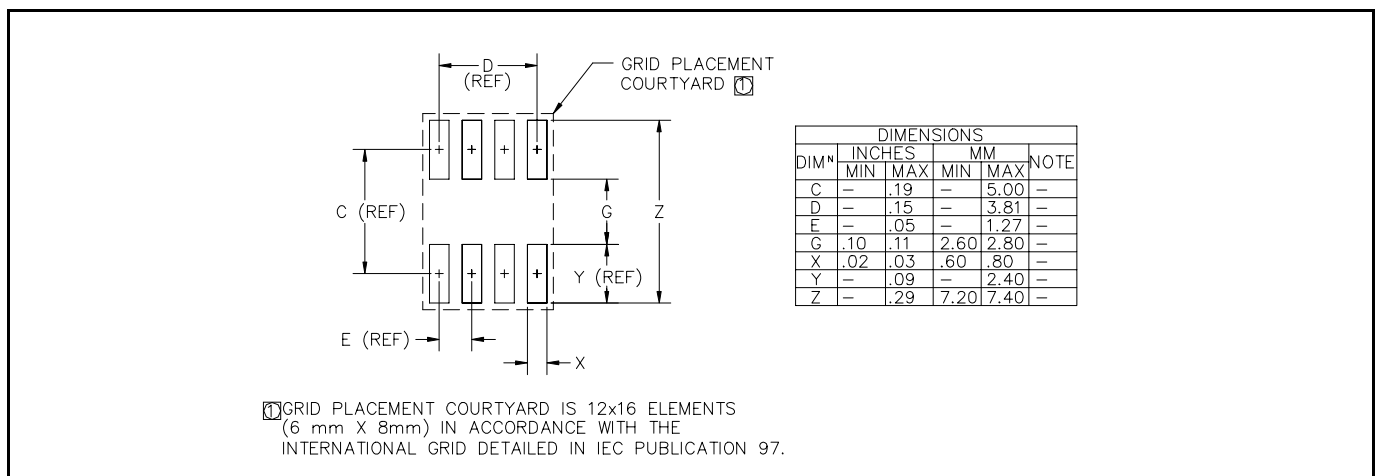 D
(REF)
GRID PLACEMENT
COURTYARD 1
C (REF)
G
Z
Y (REF)
E (REF)
X
DIMENSIONS
DIMN INCHES MM NOTE
MIN MAX MIN MAX
C – .19 – 5.00 –
D – .15 – 3.81 –
E – .05 – 1.27 –
G .10 .11 2.60 2.80 –
X .02 .03 .60 .80 –
Y – .09 – 2.40 –
Z – .29 7.20 7.40 –
1 GRID PLACEMENT COURTYARD IS 12x16 ELEMENTS
(6 mm X 8mm) IN ACCORDANCE WITH THE
INTERNATIONAL GRID DETAILED IN IEC PUBLICATION 97.